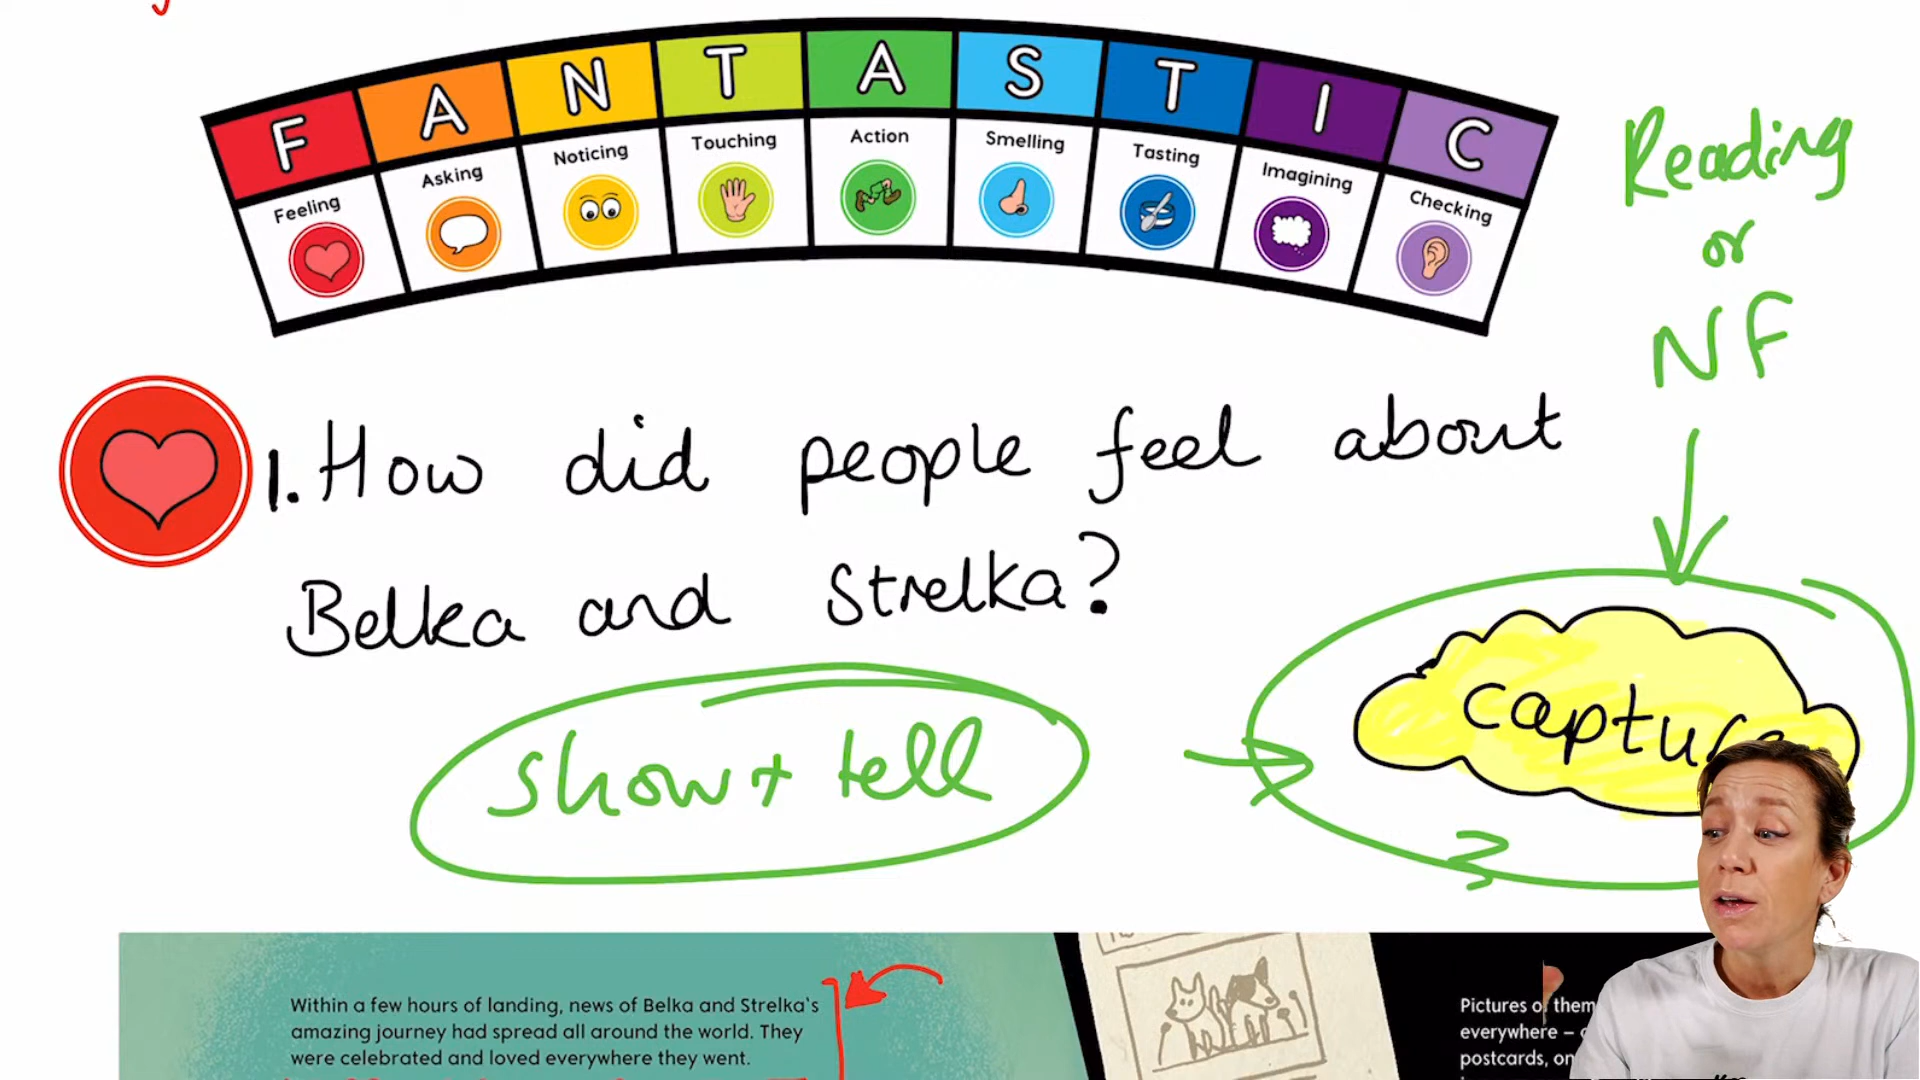 F A N T A S T I C
Feeling Asking Noticing Touching Action Smelling Tasting Imagining Checking
Reading
or
NF
1. How did people feel about
Belka and Strelka?
show + tell
capture
Within a few hours of landing, news of Belka and Strelka's
amazing journey had spread all around the world. They
were celebrated and loved everywhere they went.
Pictures of them
everywhere –
postcards, on